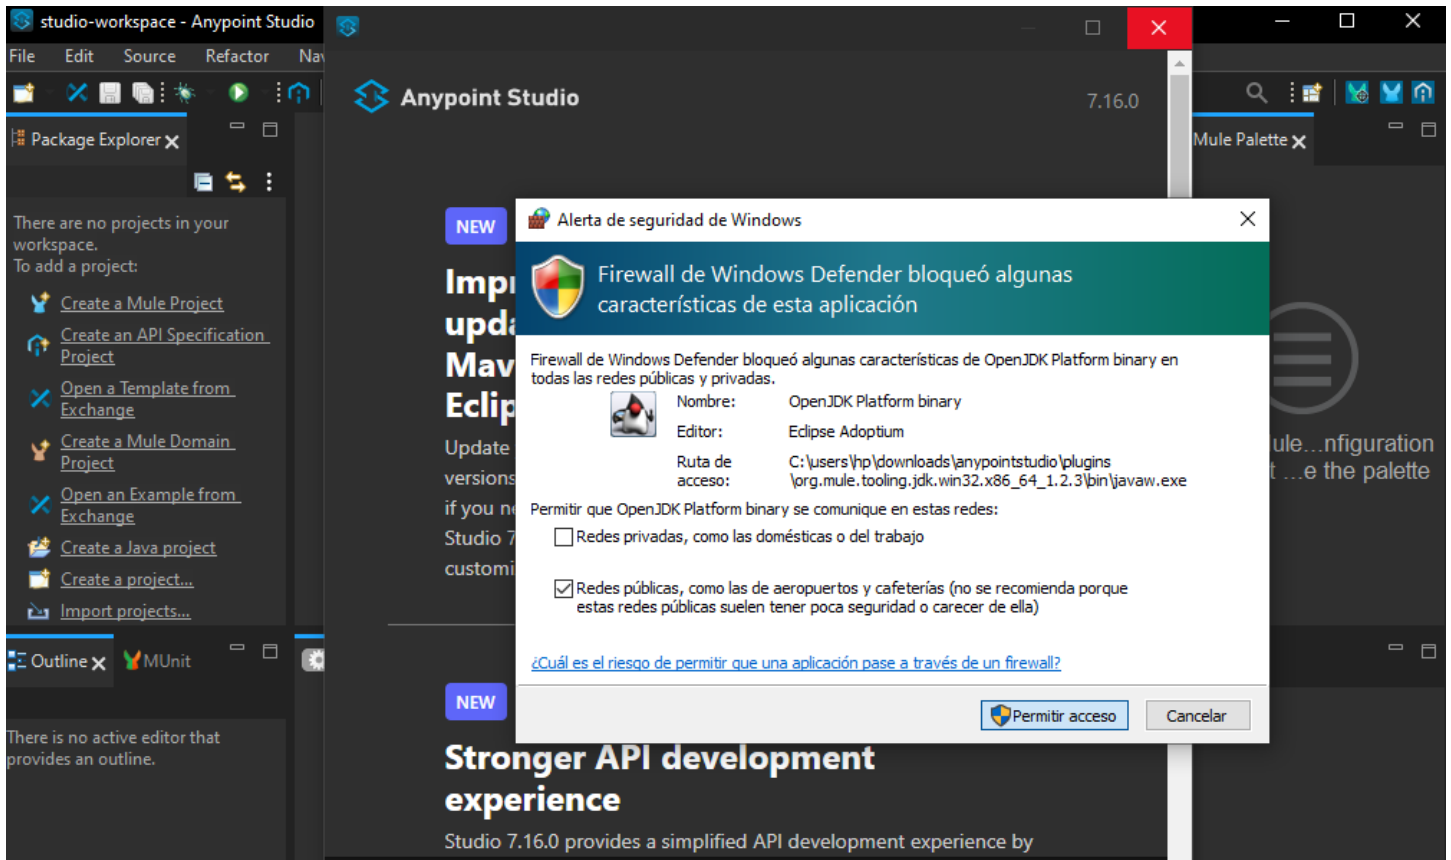 studio-workspace - Anypoint Stu
File Edit Source Refactor Nav
Package Explorer
There are no projects in your
workspace.
To add a project:
Create a Mule Project
Create an API Specification
Project
Open a Template from
Exchange
Create a Mule Domain
Project
Open an Example from
Exchange
Create a Java project
Create a project...
Import projects...
Outline MUnit
There is no active editor that
provides an outline.
Anypoint Studio
7.16.0
NEW
Impr
upda
Mav
Eclip
Update
versions
if you ne
Studio 7
customi
NEW
Stronger API development
experience
Studio 7.16.0 provides a simplified API development experience by
Alerta de seguridad de Windows
Firewall de Windows Defender bloqueó algunas
características de esta aplicación
Firewall de Windows Defender bloqueó algunas características de OpenJDK Platform binary en
todas las redes públicas y privadas.
Nombre: OpenJDK Platform binary
Editor: Eclipse Adoptium
Ruta de C:\users\hp\downloads\anypointstudio\plugins
acceso: \org.mule.tooling.jdk.win32.x86_64_1.2.3\bin\javaw.exe
Permitir que OpenJDK Platform binary se comunique en estas redes:
Redes privadas, como las domésticas o del trabajo
Redes públicas, como las de aeropuertos y cafeterías (no se recomienda porque
estas redes públicas suelen tener poca seguridad o carecer de ella)
¿Cuál es el riesgo de permitir que una aplicación pase a través de un firewall?
Permitir acceso Cancelar
Mule Palette
ule...nfiguration
t ...e the palette